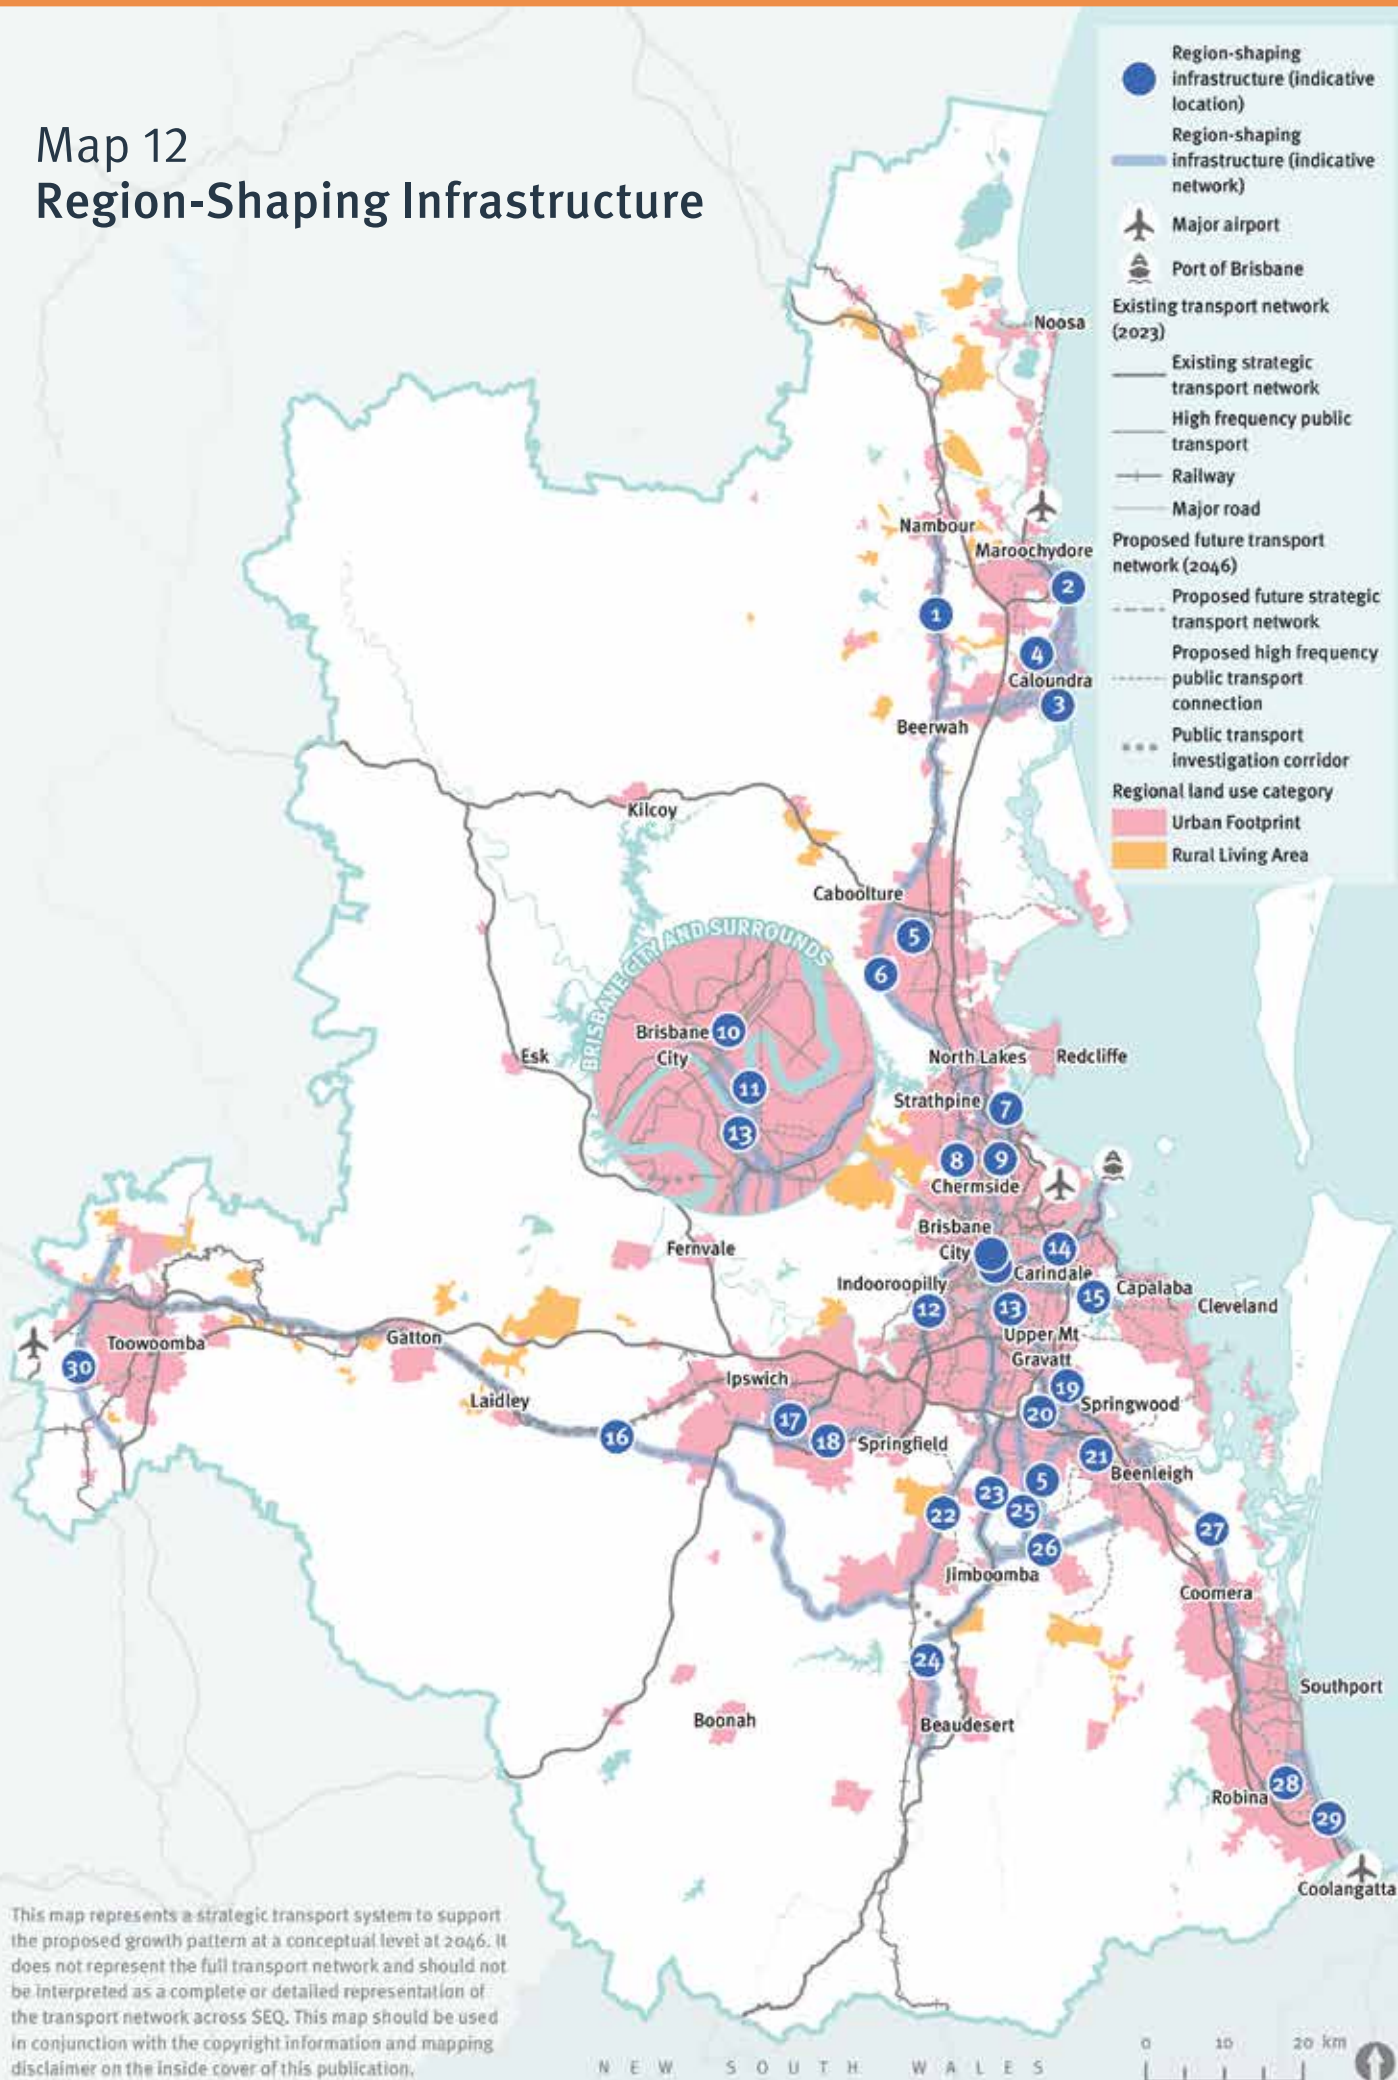 Map 12
Region-Shaping Infrastructure
Region-shaping
infrastructure (indicative
location)
Region-shaping
infrastructure (indicative
network)
Major airport
Port of Brisbane
Existing transport network
(2023)
Existing strategic
transport network
High frequency public
transport
Railway
Major road
Proposed future transport
network (2046)
Proposed future strategic
transport network
Proposed high frequency
public transport
connection
Public transport
investigation corridor
Regional land use category
Urban Footprint
Rural Living Area
Noosa
Nambour
Maroochydore
2
1
4
Caloundra
3
Beerwah
Kilcoy
Caboolture
5
6
BRISBANE CITY AND SURROUNDS
Brisbane
City
10
11
13
Esk
North Lakes
Redcliffe
Strathpine
7
8
9
Chermside
Brisbane
City
14
Fernvale
Carindale
Indooroopilly
Capalaba
15
Cleveland
12
13
Upper Mt
Gravatt
Toowoomba
30
Gatton
Ipswich
19
Laidley
Springwood
20
17
16
18
Springfield
21
Beenleigh
5
23
25
22
27
26
Jimboomba
Coomera
24
Southport
Boonah
Beaudesert
28
Robina
29
Coolangatta
This map represents a strategic transport system to support
the proposed growth pattern at a conceptual level at 2046. It
does not represent the full transport network and should not
be interpreted as a complete or detailed representation of
the transport network across SEQ. This map should be used
in conjunction with the copyright information and mapping
disclaimer on the inside cover of this publication.
NEW SOUTH WALES
0 10 20 km